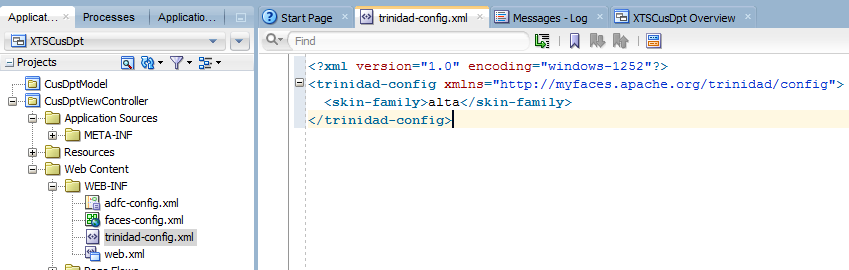 Applicat...
Processes
Applicatio...
Start Page
trinidad-config.xml
Messages - Log
XTSCusDpt Overview
XTSCusDpt
Find
Projects
CusDptModel
CusDptViewController
Application Sources
META-INF
Resources
Web Content
WEB-INF
adfc-config.xml
faces-config.xml
trinidad-config.xml
web.xml
<?xml version="1.0" encoding="windows-1252"?>
<trinidad-config xmlns="http://myfaces.apache.org/trinidad/config">
<skin-family>alta</skin-family>
</trinidad-config>